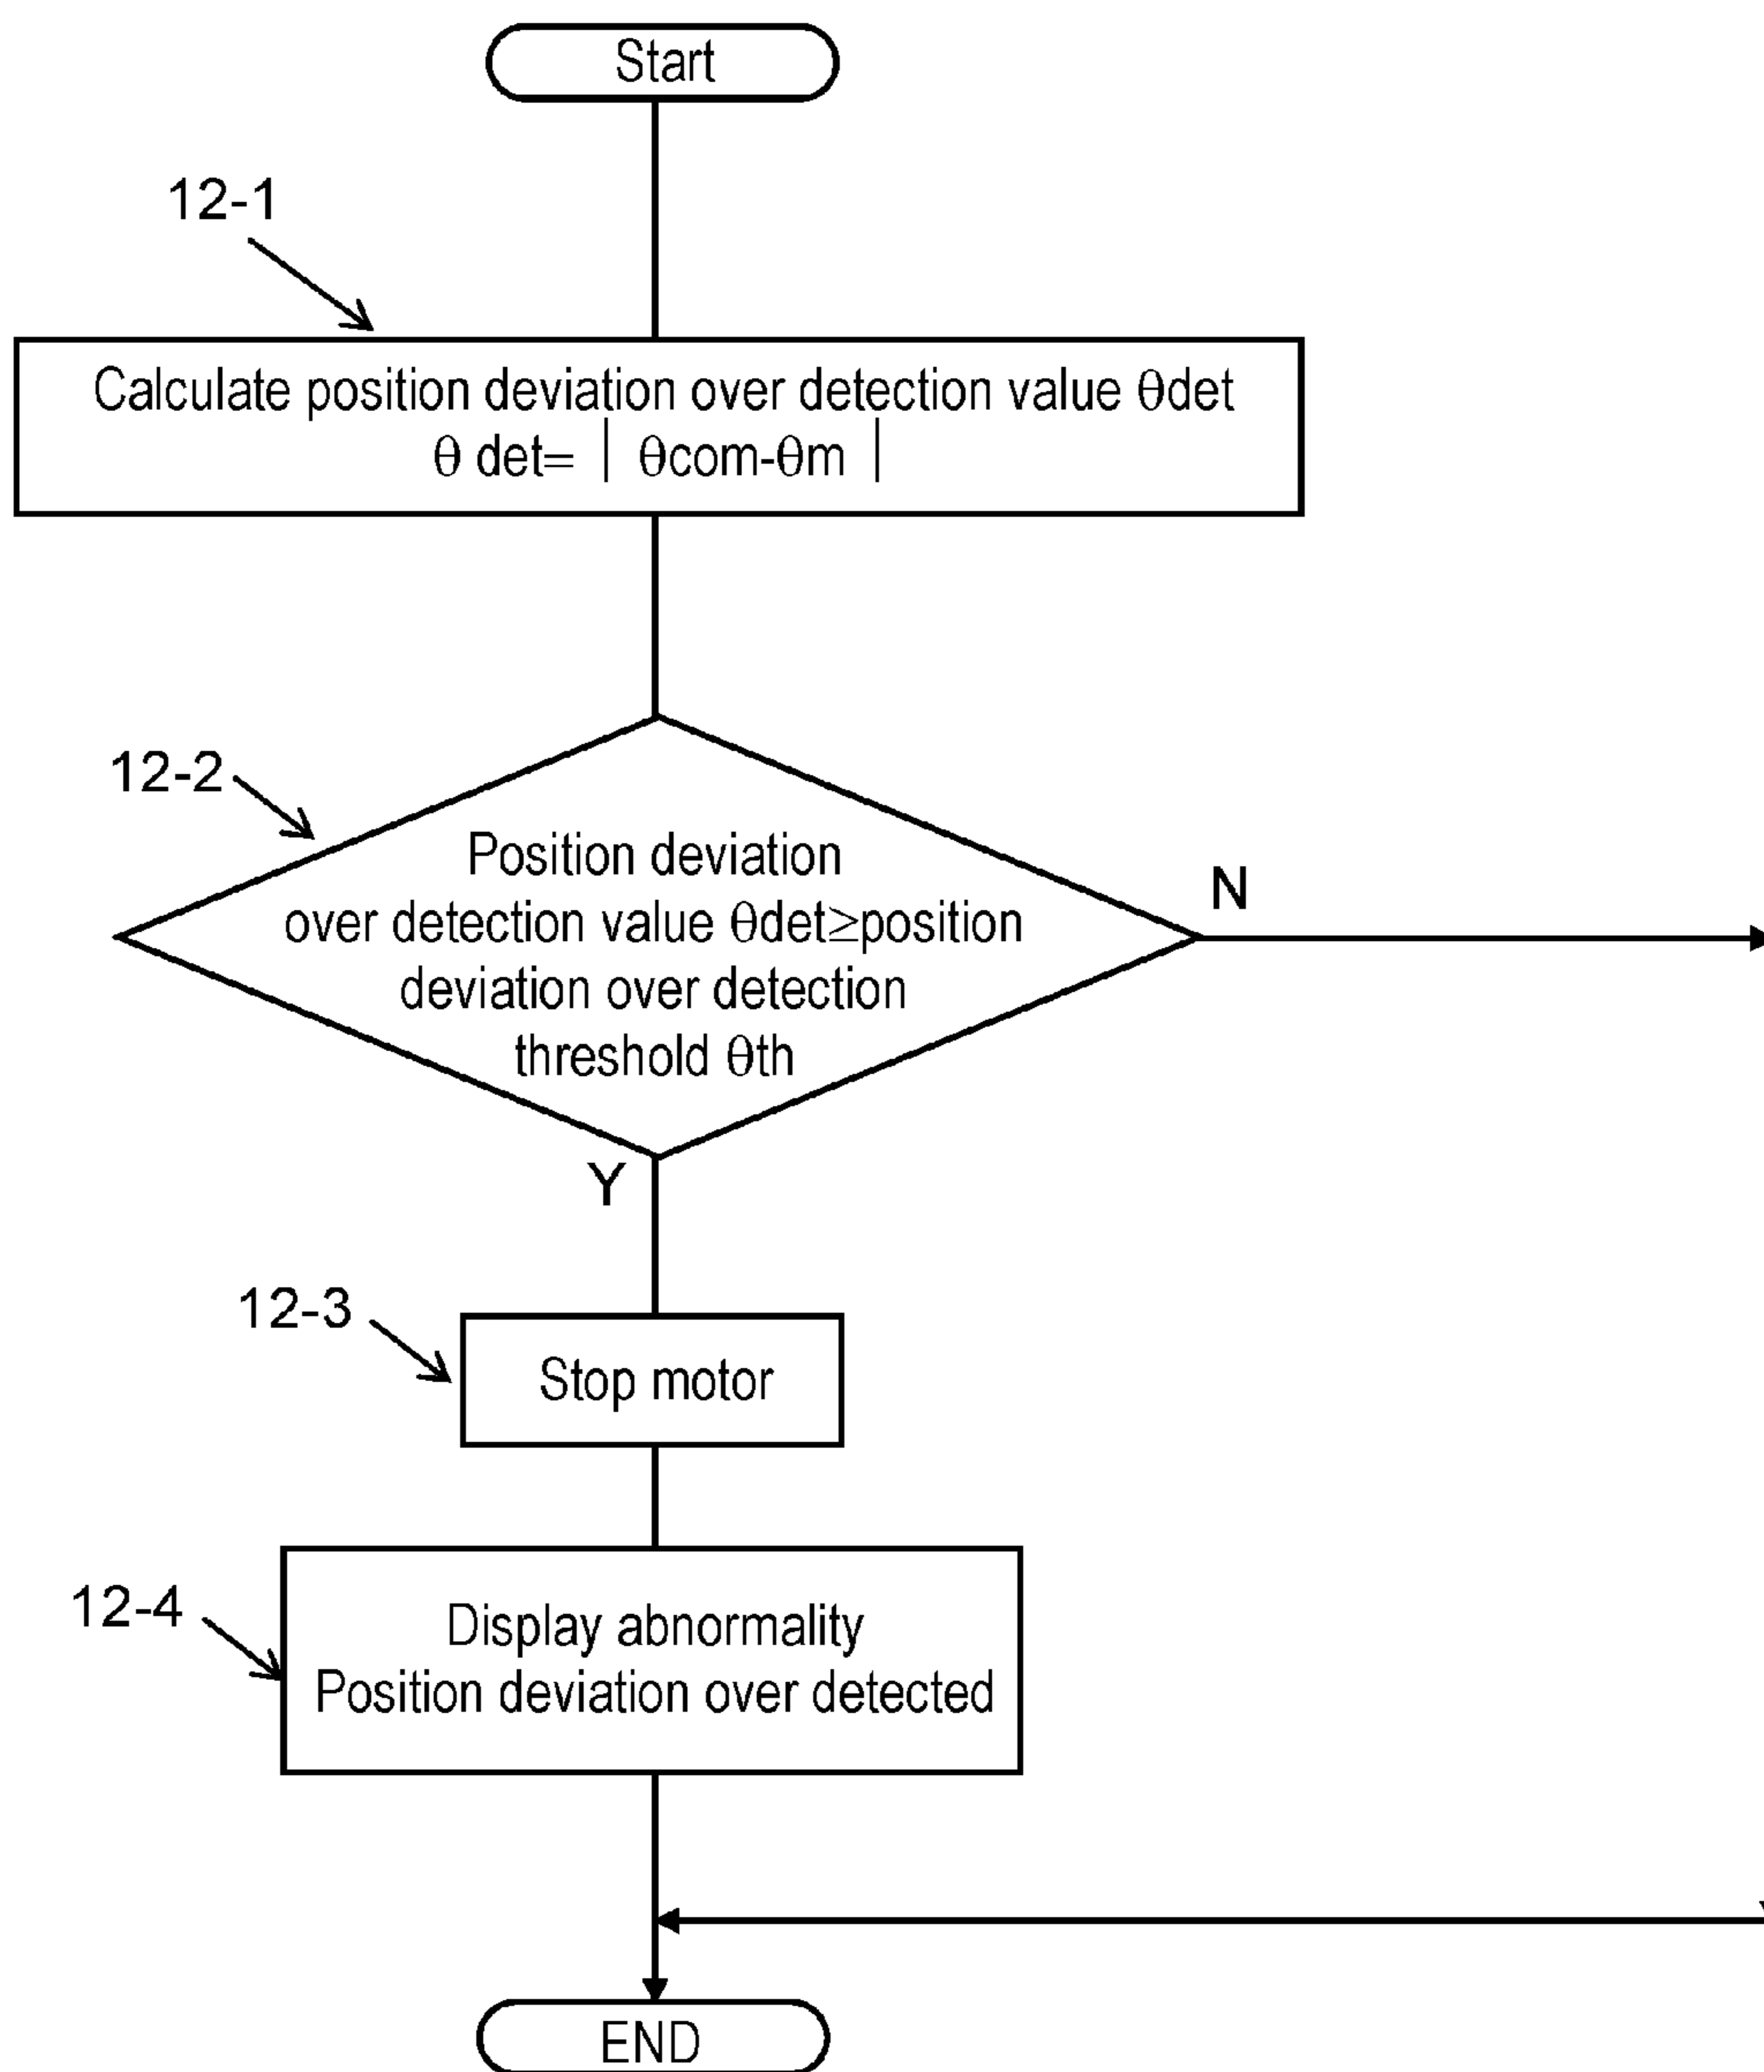 Start
12-1
Calculate position deviation over detection value θdet
θ det= | θcom-θm |
12-2
Position deviation
over detection value θdet≥position
deviation over detection
threshold θth
N
Y
12-3
Stop motor
12-4
Display abnormality
Position deviation over detected
END